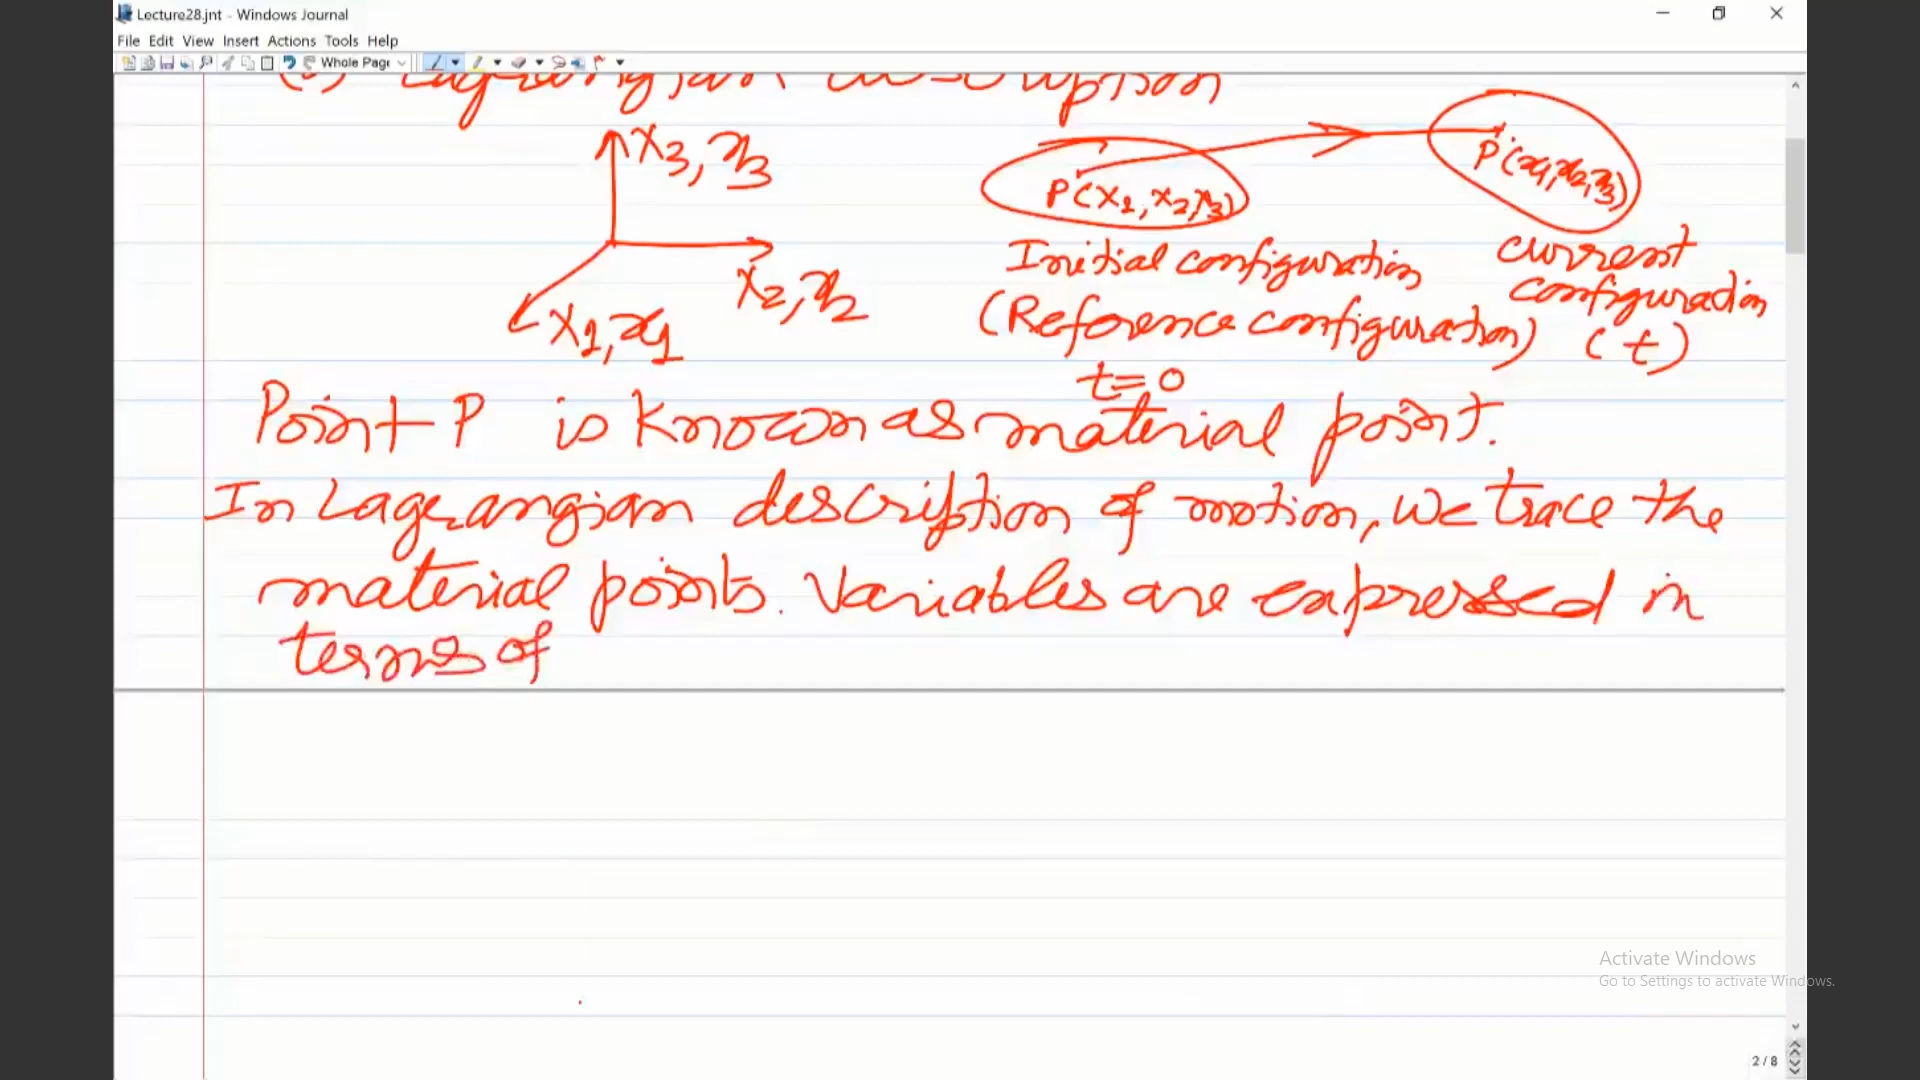 Lecture28.jnt - Windows Journal
File Edit View Insert Actions Tools Help
Whole Page
Lagrangian description
X3, x3
X2, x2
X1, x1
P(X1, X2, X3)
P(x1, x2, x3)
Initial configuration
(Reference configuration)
t=0
current
configuration
(t)
Point P is known as material point.
In Lagrangian description of motion, we trace the
material points. Variables are expressed in
terms of
Activate Windows
Go to Settings to activate Windows.
2 / 8